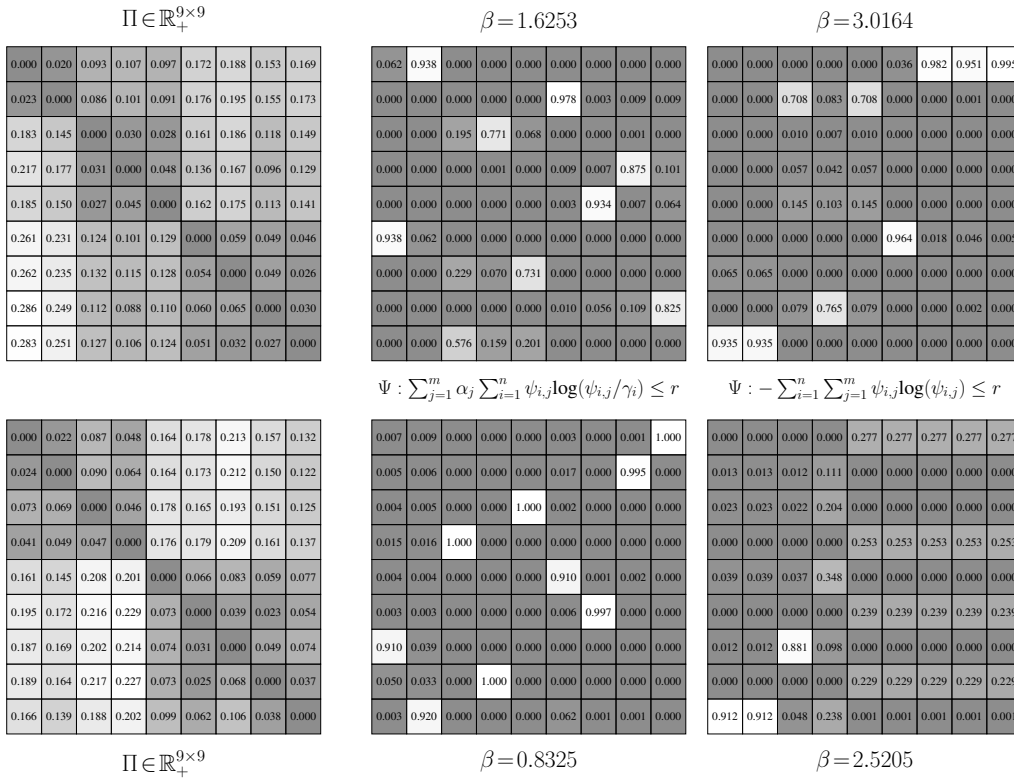 Π∈ℝ₊^{9×9} β=1.6253 β=3.0164
0.000 0.020 0.093 0.107 0.097 0.172 0.188 0.153 0.169 0.062 0.938 0.000 0.000 0.000 0.000 0.000 0.000 0.000 0.000 0.000 0.000 0.000 0.000 0.036 0.982 0.951 0.995
0.023 0.000 0.086 0.101 0.091 0.176 0.195 0.155 0.173 0.000 0.000 0.000 0.000 0.000 0.978 0.003 0.009 0.009 0.000 0.000 0.708 0.083 0.708 0.000 0.000 0.001 0.000
0.183 0.145 0.000 0.030 0.028 0.161 0.186 0.118 0.149 0.000 0.000 0.195 0.771 0.068 0.000 0.000 0.001 0.000 0.000 0.000 0.010 0.007 0.010 0.000 0.000 0.000 0.000
0.217 0.177 0.031 0.000 0.048 0.136 0.167 0.096 0.129 0.000 0.000 0.000 0.001 0.000 0.009 0.007 0.875 0.101 0.000 0.000 0.057 0.042 0.057 0.000 0.000 0.000 0.000
0.185 0.150 0.027 0.045 0.000 0.162 0.175 0.113 0.141 0.000 0.000 0.000 0.000 0.000 0.003 0.934 0.007 0.064 0.000 0.000 0.145 0.103 0.145 0.000 0.000 0.000 0.000
0.261 0.231 0.124 0.101 0.129 0.000 0.059 0.049 0.046 0.938 0.062 0.000 0.000 0.000 0.000 0.000 0.000 0.000 0.000 0.000 0.000 0.000 0.000 0.964 0.018 0.046 0.005
0.262 0.235 0.132 0.115 0.128 0.054 0.000 0.049 0.026 0.000 0.000 0.229 0.070 0.731 0.000 0.000 0.000 0.000 0.065 0.065 0.000 0.000 0.000 0.000 0.000 0.000 0.000
0.286 0.249 0.112 0.088 0.110 0.060 0.065 0.000 0.030 0.000 0.000 0.000 0.000 0.000 0.010 0.056 0.109 0.825 0.000 0.000 0.079 0.765 0.079 0.000 0.000 0.002 0.000
0.283 0.251 0.127 0.106 0.124 0.051 0.032 0.027 0.000 0.000 0.000 0.576 0.159 0.201 0.000 0.000 0.000 0.000 0.935 0.935 0.000 0.000 0.000 0.000 0.000 0.000 0.000
Ψ : ∑_{j=1}^{m} α_j ∑_{i=1}^{n} ψ_{i,j} log(ψ_{i,j}/γ_i) ≤ r Ψ : − ∑_{i=1}^{n} ∑_{j=1}^{m} ψ_{i,j} log(ψ_{i,j}) ≤ r
0.000 0.022 0.087 0.048 0.164 0.178 0.213 0.157 0.132 0.007 0.009 0.000 0.000 0.000 0.003 0.000 0.001 1.000 0.000 0.000 0.000 0.000 0.277 0.277 0.277 0.277 0.277
0.024 0.000 0.090 0.064 0.164 0.173 0.212 0.150 0.122 0.005 0.006 0.000 0.000 0.000 0.017 0.000 0.995 0.000 0.013 0.013 0.012 0.111 0.000 0.000 0.000 0.000 0.000
0.073 0.069 0.000 0.046 0.178 0.165 0.193 0.151 0.125 0.004 0.005 0.000 0.000 1.000 0.002 0.000 0.000 0.000 0.023 0.023 0.022 0.204 0.000 0.000 0.000 0.000 0.000
0.041 0.049 0.047 0.000 0.176 0.179 0.209 0.161 0.137 0.015 0.016 1.000 0.000 0.000 0.000 0.000 0.000 0.000 0.000 0.000 0.000 0.000 0.253 0.253 0.253 0.253 0.253
0.161 0.145 0.208 0.201 0.000 0.066 0.083 0.059 0.077 0.004 0.004 0.000 0.000 0.000 0.910 0.001 0.002 0.000 0.039 0.039 0.037 0.348 0.000 0.000 0.000 0.000 0.000
0.195 0.172 0.216 0.229 0.073 0.000 0.039 0.023 0.054 0.003 0.003 0.000 0.000 0.000 0.006 0.997 0.000 0.000 0.000 0.000 0.000 0.000 0.239 0.239 0.239 0.239 0.239
0.187 0.169 0.202 0.214 0.074 0.031 0.000 0.049 0.074 0.910 0.039 0.000 0.000 0.000 0.000 0.000 0.000 0.000 0.012 0.012 0.881 0.098 0.000 0.000 0.000 0.000 0.000
0.189 0.164 0.217 0.227 0.073 0.025 0.068 0.000 0.037 0.050 0.033 0.000 1.000 0.000 0.000 0.000 0.000 0.000 0.000 0.000 0.000 0.000 0.229 0.229 0.229 0.229 0.229
0.166 0.139 0.188 0.202 0.099 0.062 0.106 0.038 0.000 0.003 0.920 0.000 0.000 0.000 0.062 0.001 0.001 0.000 0.912 0.912 0.048 0.238 0.001 0.001 0.001 0.001 0.001
Π∈ℝ₊^{9×9} β=0.8325 β=2.5205